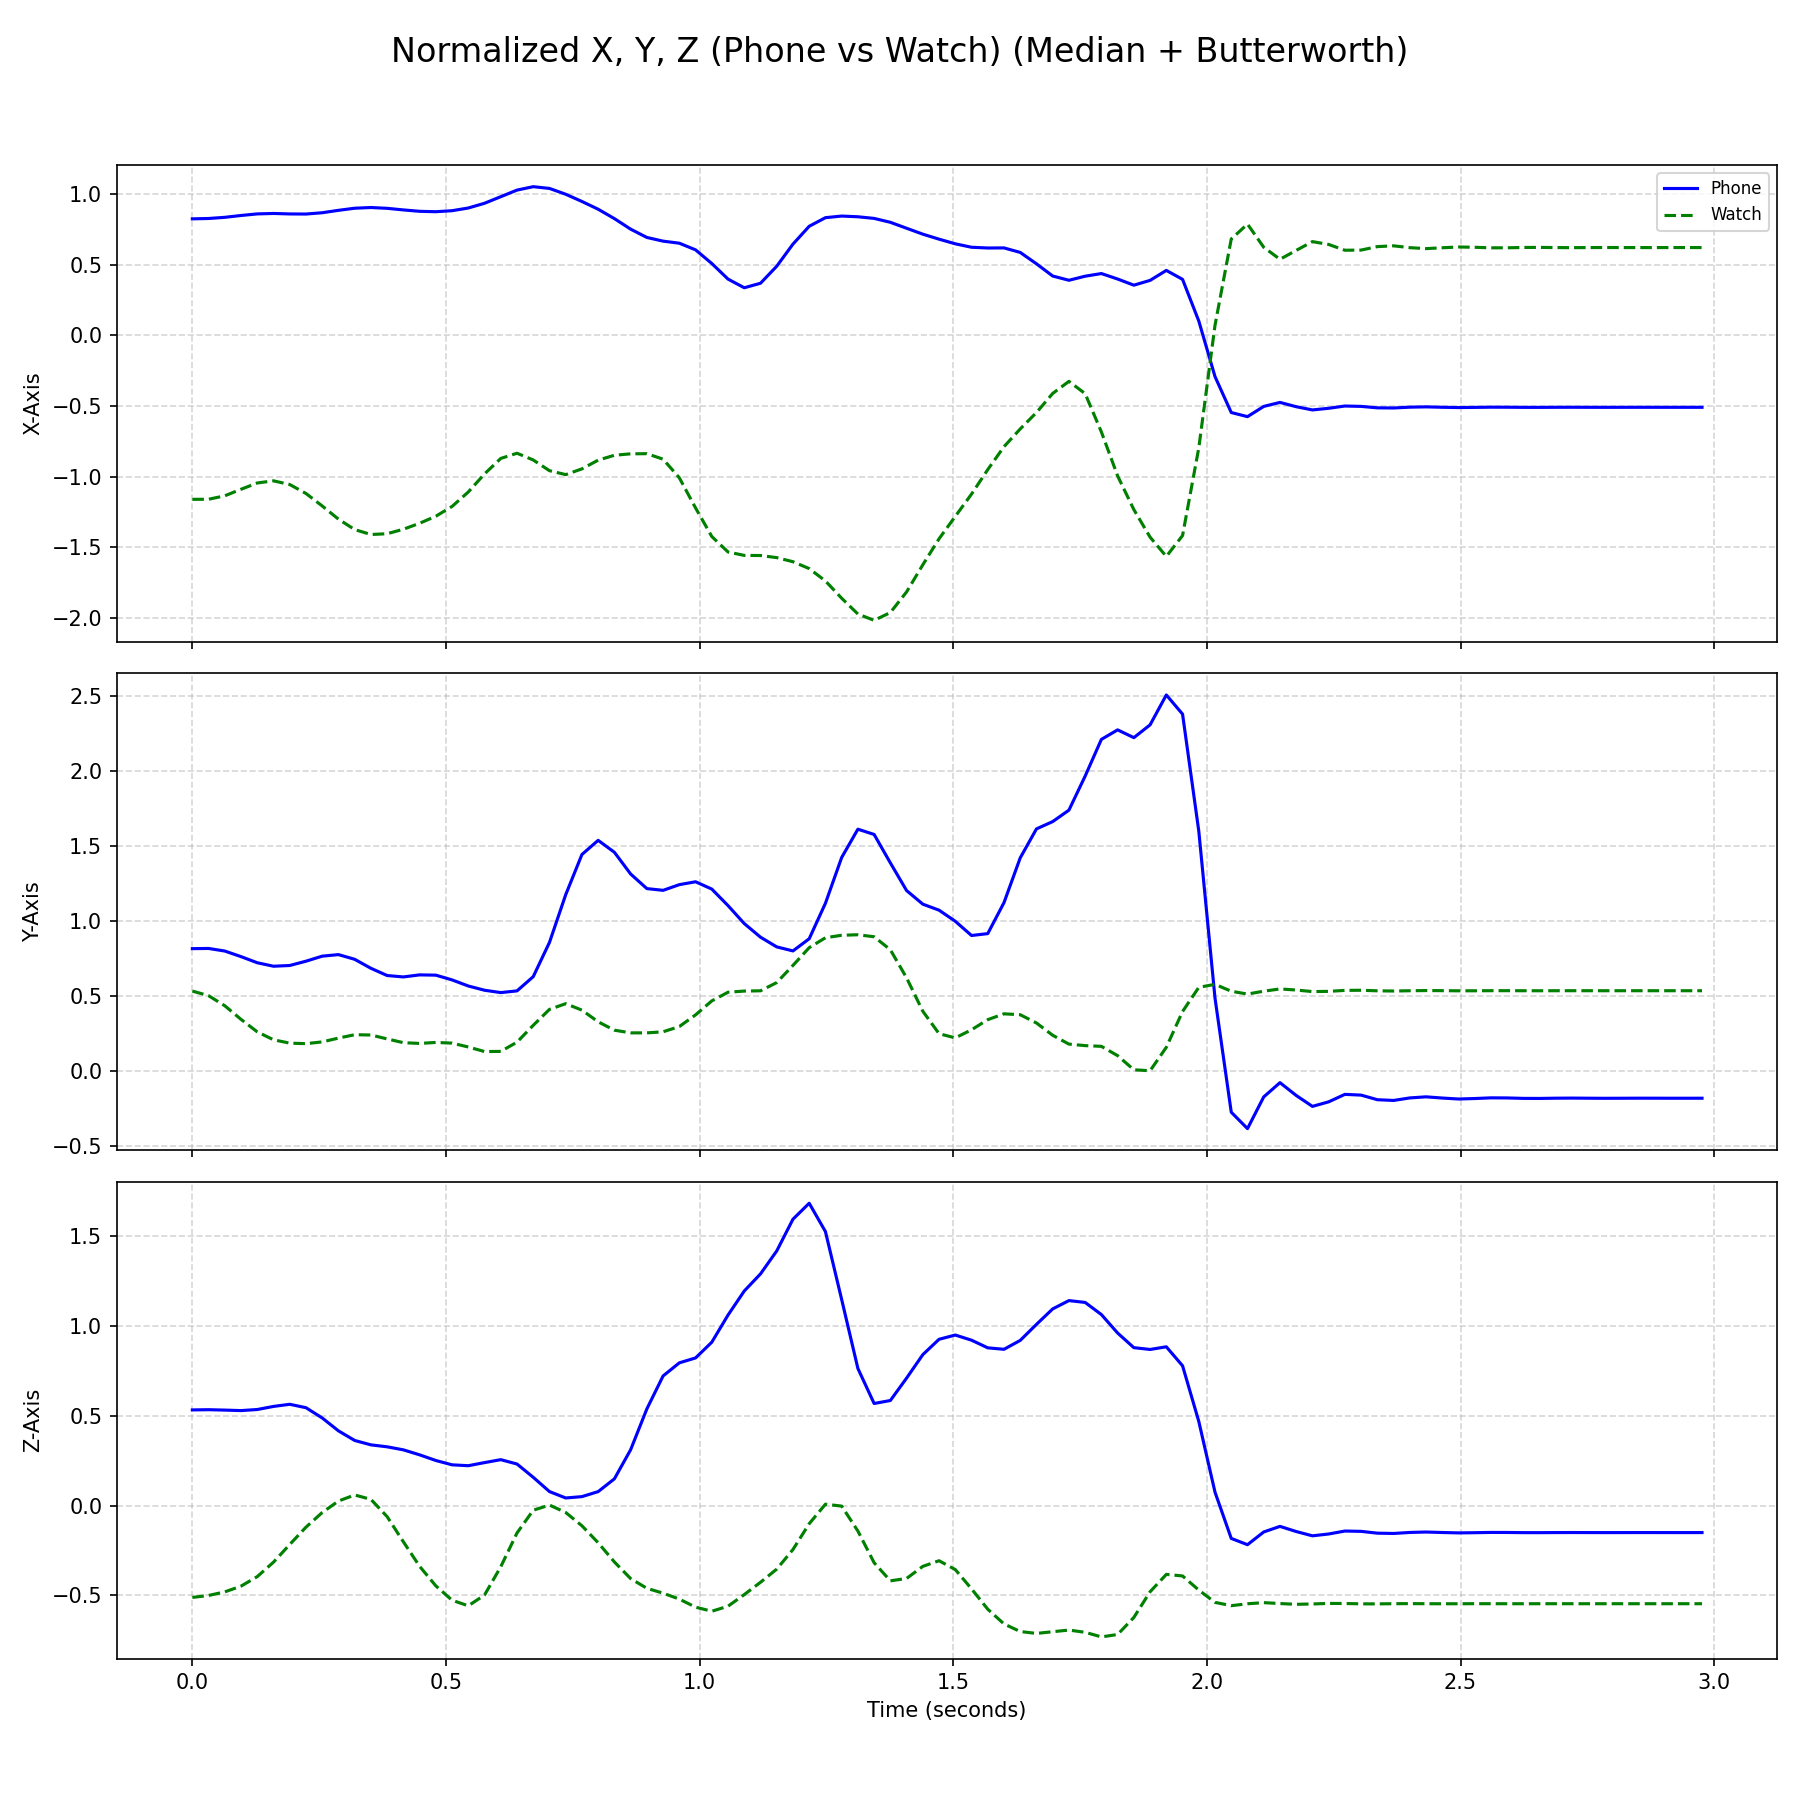 Normalized X, Y, Z (Phone vs Watch) (Median + Butterworth)
Phone
Watch
1.0
0.5
0.0
−0.5
−1.0
−1.5
−2.0
X-Axis
2.5
2.0
1.5
1.0
0.5
0.0
−0.5
Y-Axis
1.5
1.0
0.5
0.0
−0.5
Z-Axis
0.0 0.5 1.0 1.5 2.0 2.5 3.0
Time (seconds)